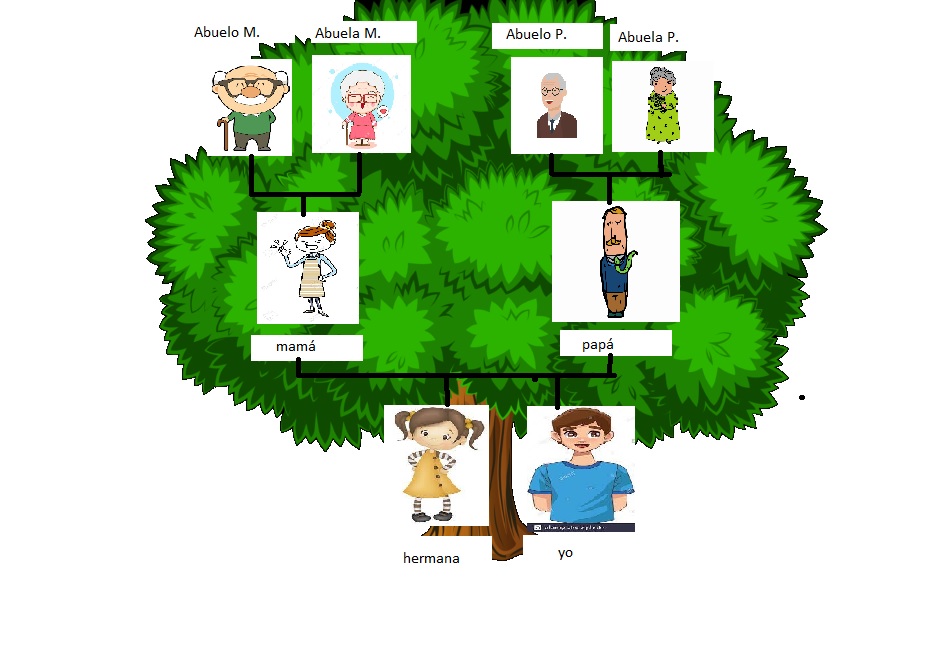 Abuelo M.
Abuela M.
Abuelo P.
Abuela P.
mamá
papá
hermana
yo